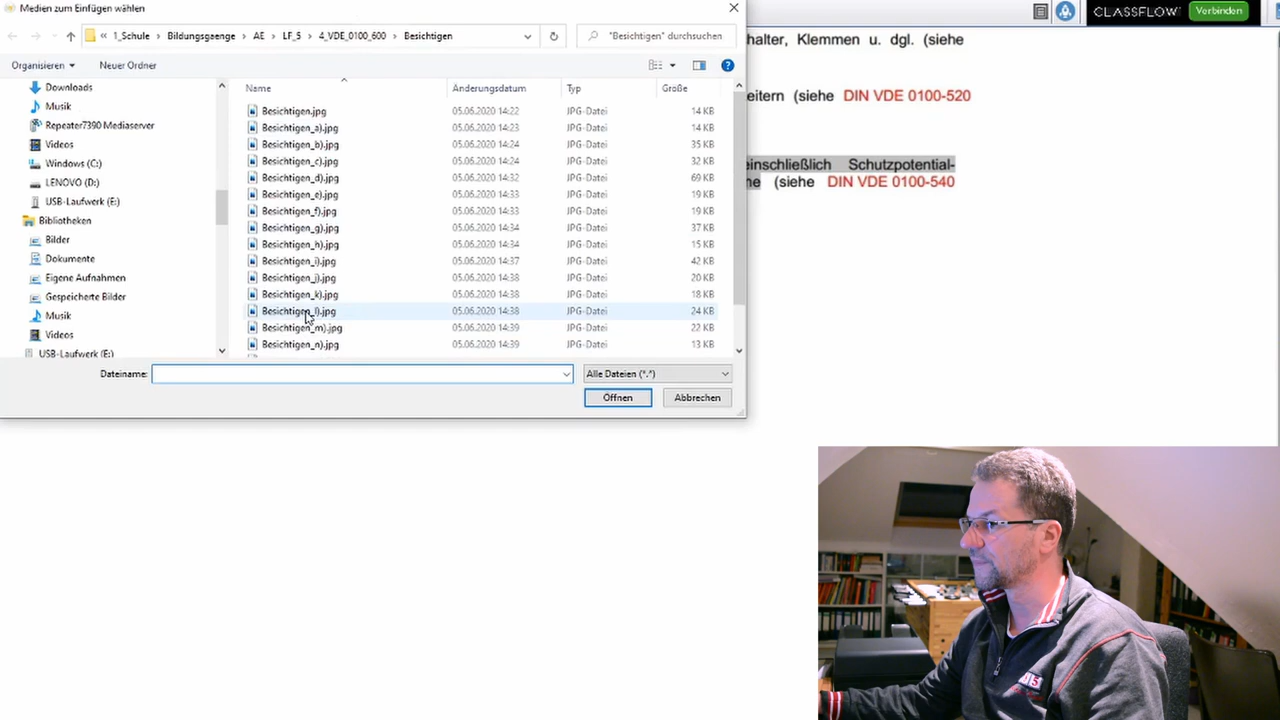 Medien zum Einfügen wählen
« 1_Schule › Bildungsgaenge › AE › LF_5 › 4_VDE_0100_600 › Besichtigen
"Besichtigen" durchsuchen
Organisieren
Neuer Ordner
Downloads
Musik
Repeater7390 Mediaserver
Videos
Windows (C:)
LENOVO (D:)
USB-Laufwerk (E:)
Bibliotheken
Bilder
Dokumente
Eigene Aufnahmen
Gespeicherte Bilder
Musik
Videos
USB-Laufwerk (E:)
Name Änderungsdatum Typ Größe
Besichtigen.jpg 05.06.2020 14:22 JPG-Datei 14 KB
Besichtigen_a).jpg 05.06.2020 14:23 JPG-Datei 14 KB
Besichtigen_b).jpg 05.06.2020 14:24 JPG-Datei 35 KB
Besichtigen_c).jpg 05.06.2020 14:24 JPG-Datei 32 KB
Besichtigen_d).jpg 05.06.2020 14:32 JPG-Datei 69 KB
Besichtigen_e).jpg 05.06.2020 14:33 JPG-Datei 19 KB
Besichtigen_f).jpg 05.06.2020 14:33 JPG-Datei 19 KB
Besichtigen_g).jpg 05.06.2020 14:34 JPG-Datei 37 KB
Besichtigen_h).jpg 05.06.2020 14:34 JPG-Datei 15 KB
Besichtigen_i).jpg 05.06.2020 14:37 JPG-Datei 42 KB
Besichtigen_j).jpg 05.06.2020 14:38 JPG-Datei 20 KB
Besichtigen_k).jpg 05.06.2020 14:38 JPG-Datei 18 KB
Besichtigen_l).jpg 05.06.2020 14:38 JPG-Datei 24 KB
Besichtigen_m).jpg 05.06.2020 14:39 JPG-Datei 22 KB
Besichtigen_n).jpg 05.06.2020 14:39 JPG-Datei 13 KB
Dateiname:
Alle Dateien (*.*)
Öffnen
Abbrechen
CLASSFLOW
Verbinden
halter, Klemmen u. dgl. (siehe
eitern (siehe DIN VDE 0100-520
einschließlich Schutzpotential-
(siehe DIN VDE 0100-540